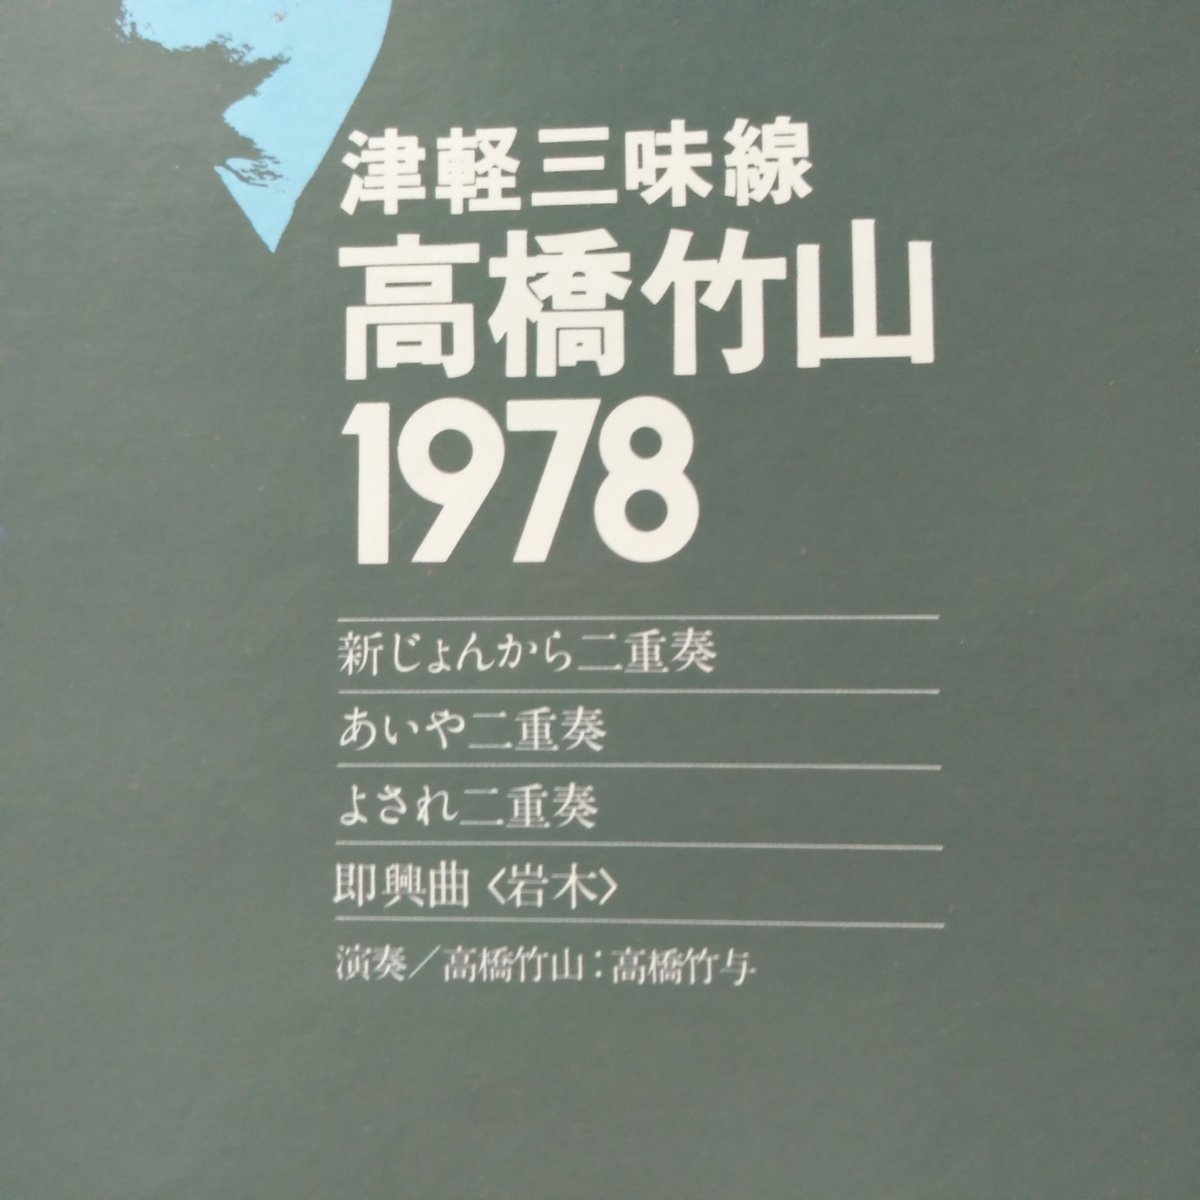 津軽三味線
高橋竹山
1978
新じょんから二重奏
あいや二重奏
よされ二重奏
即興曲〈岩木〉
演奏／高橋竹山：高橋竹与